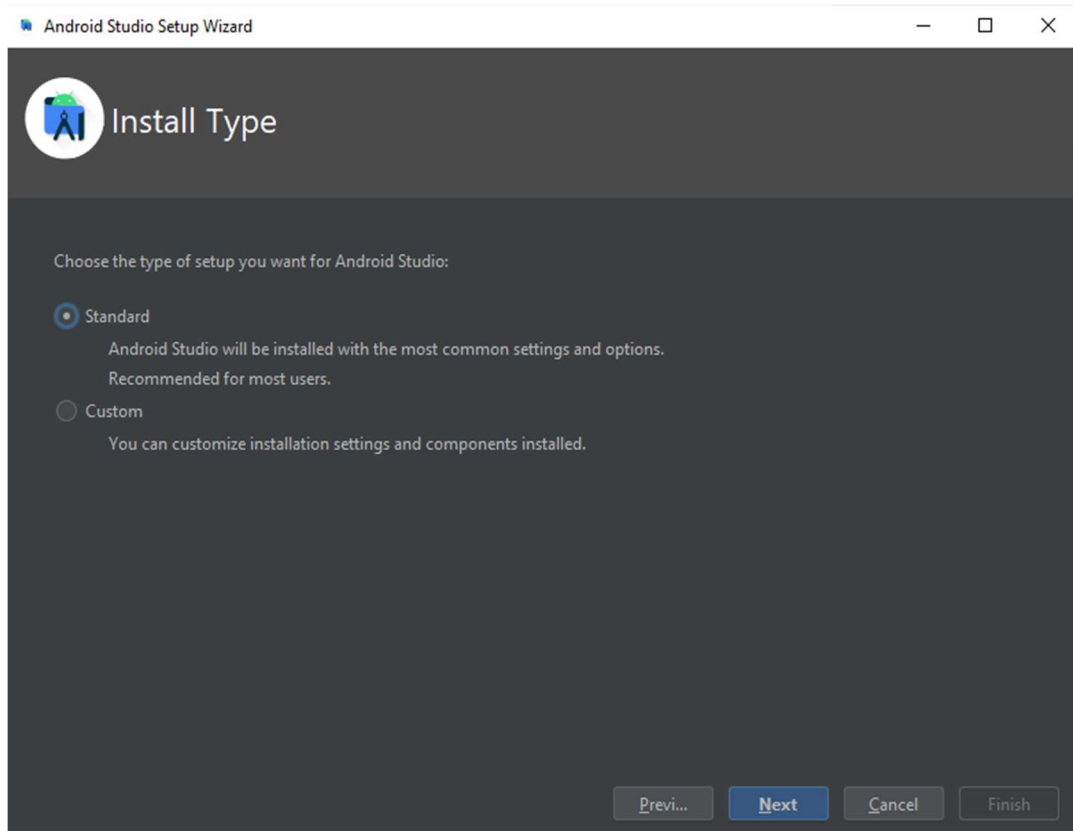 Android Studio Setup Wizard
Install Type
Choose the type of setup you want for Android Studio:
Standard
Android Studio will be installed with the most common settings and options.
Recommended for most users.
Custom
You can customize installation settings and components installed.
Previ... Next Cancel Finish